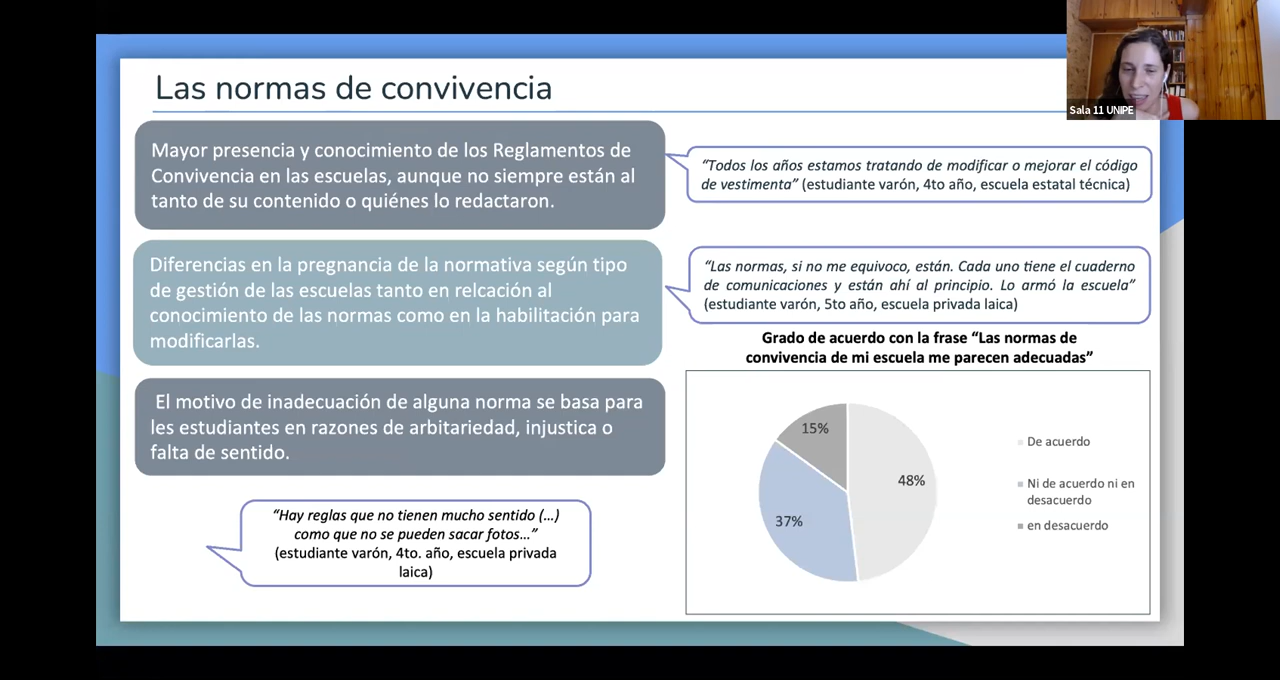 Las normas de convivencia
Sala 11 UNIPE
Mayor presencia y conocimiento de los Reglamentos de
Convivencia en las escuelas, aunque no siempre están al
tanto de su contenido o quiénes lo redactaron.
“Todos los años estamos tratando de modificar o mejorar el código
de vestimenta” (estudiante varón, 4to año, escuela estatal técnica)
Diferencias en la pregnancia de la normativa según tipo
de gestión de las escuelas tanto en relcación al
conocimiento de las normas como en la habilitación para
modificarlas.
“Las normas, si no me equivoco, están. Cada uno tiene el cuaderno
de comunicaciones y están ahí al principio. Lo armó la escuela”
(estudiante varón, 5to año, escuela privada laica)
El motivo de inadecuación de alguna norma se basa para
les estudiantes en razones de arbitariedad, injustica o
falta de sentido.
“Hay reglas que no tienen mucho sentido (…)
como que no se pueden sacar fotos…”
(estudiante varón, 4to. año, escuela privada
laica)
Grado de acuerdo con la frase “Las normas de
convivencia de mi escuela me parecen adecuadas”
15%
48%
37%
De acuerdo
Ni de acuerdo ni en
desacuerdo
en desacuerdo